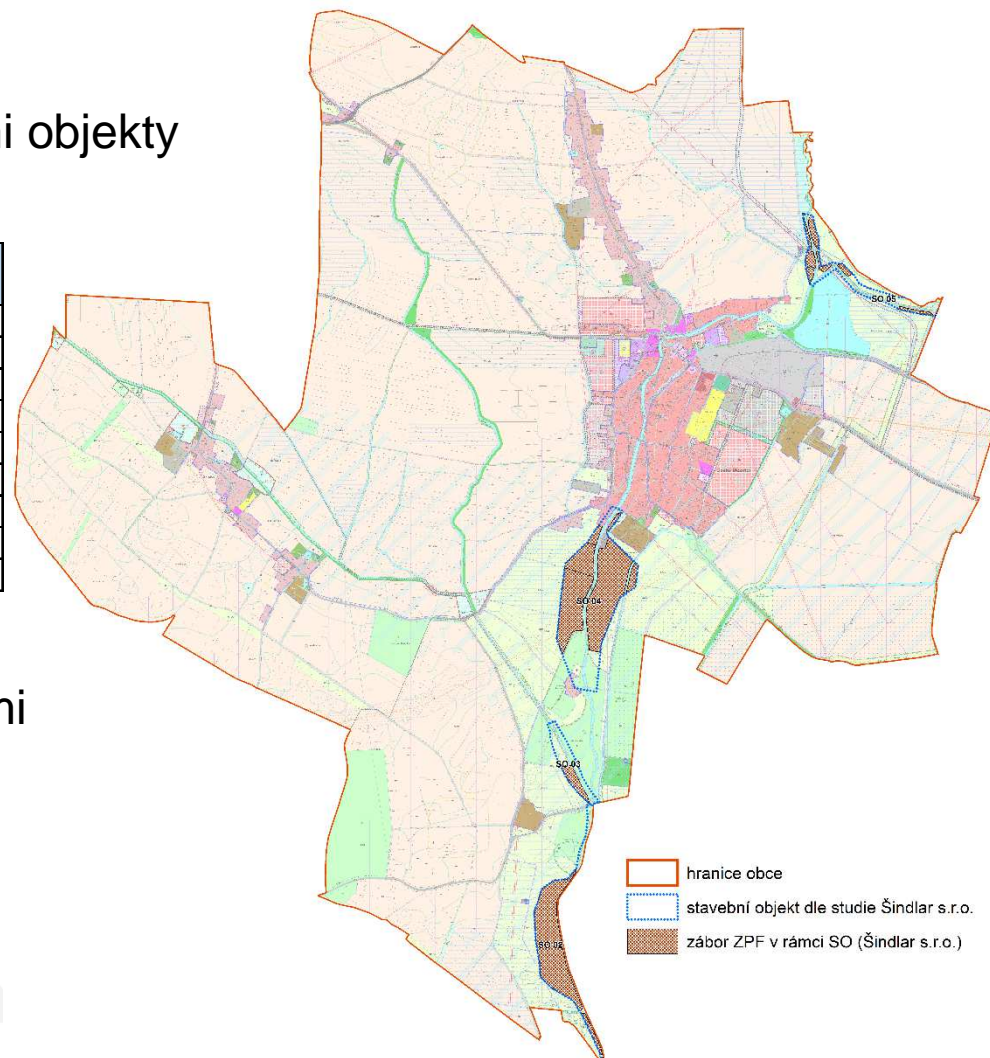 ni objekty
ni
SO 05
SO 04
SO 03
SO 02
hranice obce
stavební objekt dle studie Šindlar s.r.o.
zábor ZPF v rámci SO (Šindlar s.r.o.)